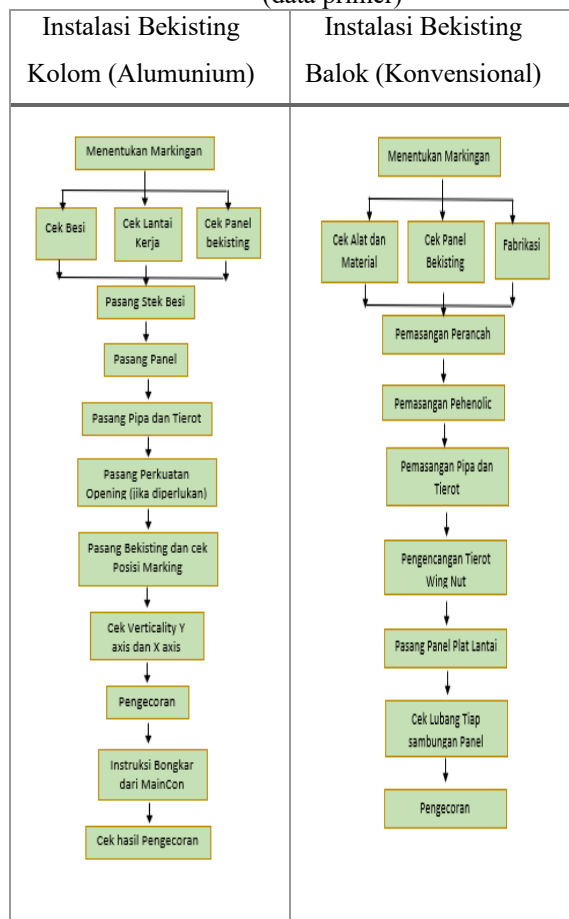 (data primer)
Instalasi Bekisting
Kolom (Alumunium)
Instalasi Bekisting
Balok (Konvensional)
Menentukan Markingan
Cek Besi
Cek Lantai
Kerja
Cek Panel
bekisting
Pasang Stek Besi
Pasang Panel
Pasang Pipa dan Tierot
Pasang Perkuatan
Opening (jika diperlukan)
Pasang Bekisting dan cek
Posisi Marking
Cek Verticality Y
axis dan X axis
Pengecoran
Instruksi Bongkar
dari MainCon
Cek hasil Pengecoran
Menentukan Markingan
Cek Alat dan
Material
Cek Panel
Bekisting
Fabrikasi
Pemasangan Perancah
Pemasangan Pehenolic
Pemasangan Pipa dan
Tierot
Pengencangan Tierot
Wing Nut
Pasang Panel Plat Lantai
Cek Lubang Tiap
sambungan Panel
Pengecoran